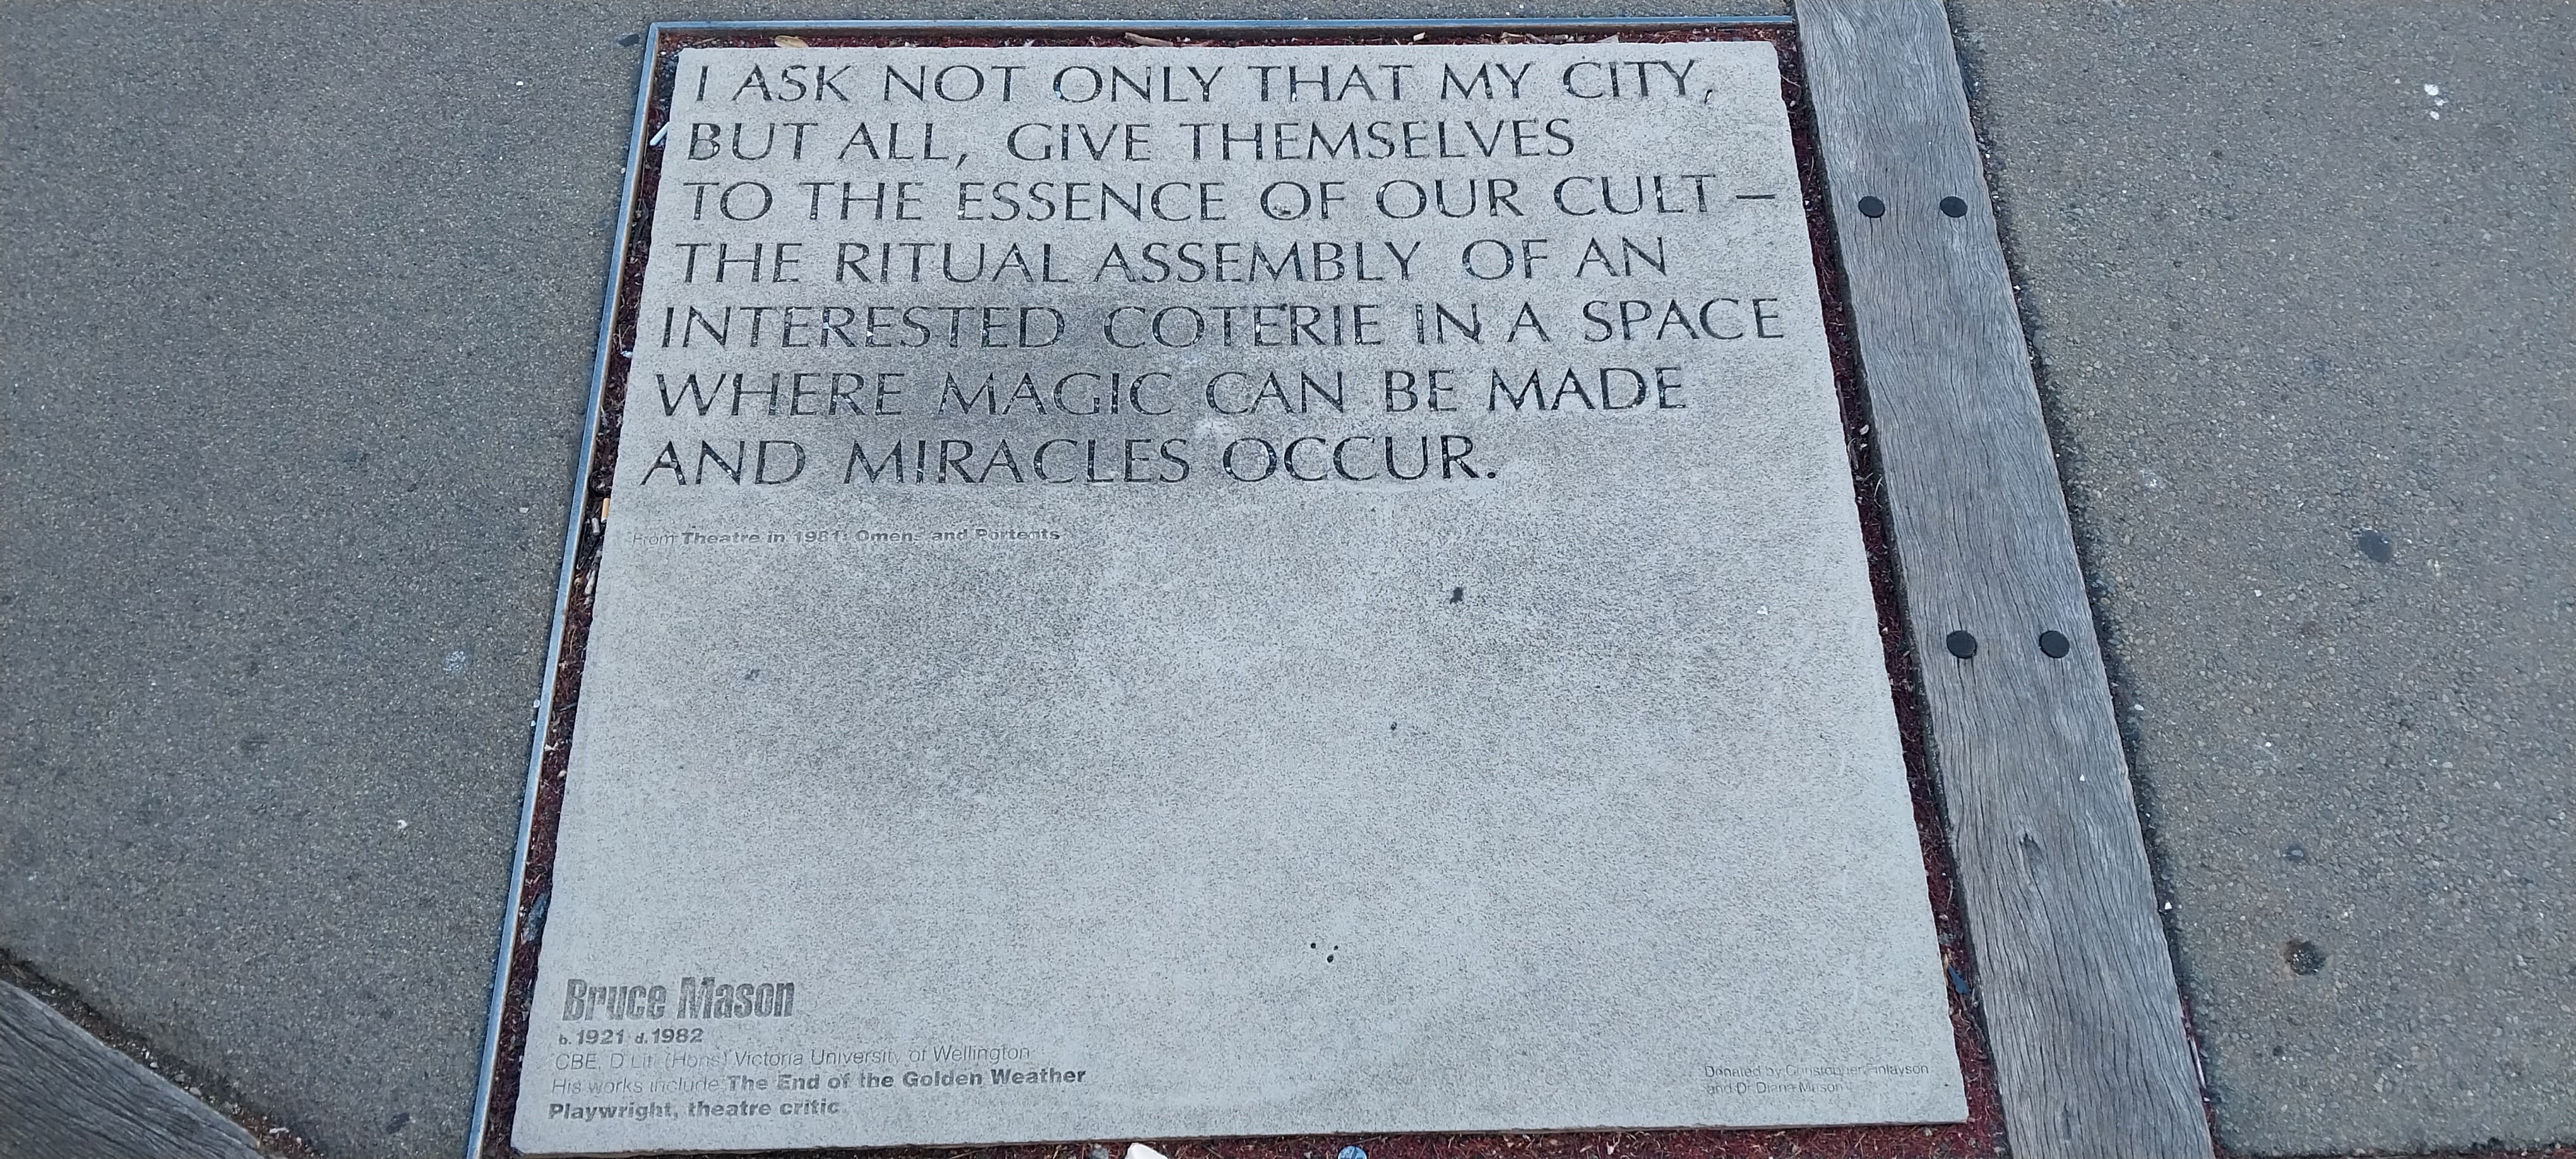 I ASK NOT ONLY THAT MY CITY,
BUT ALL, GIVE THEMSELVES
TO THE ESSENCE OF OUR CULT —
THE RITUAL ASSEMBLY OF AN
INTERESTED COTERIE IN A SPACE
WHERE MAGIC CAN BE MADE
AND MIRACLES OCCUR.
From Theatre in 1981: Omens and Portents
Bruce Mason
b. 1921 d. 1982
CBE, D Lit (Hons) Victoria University of Wellington
His works include The End of the Golden Weather
Playwright, theatre critic
Donated by Christopher Finlayson
and Dr Diana Mason